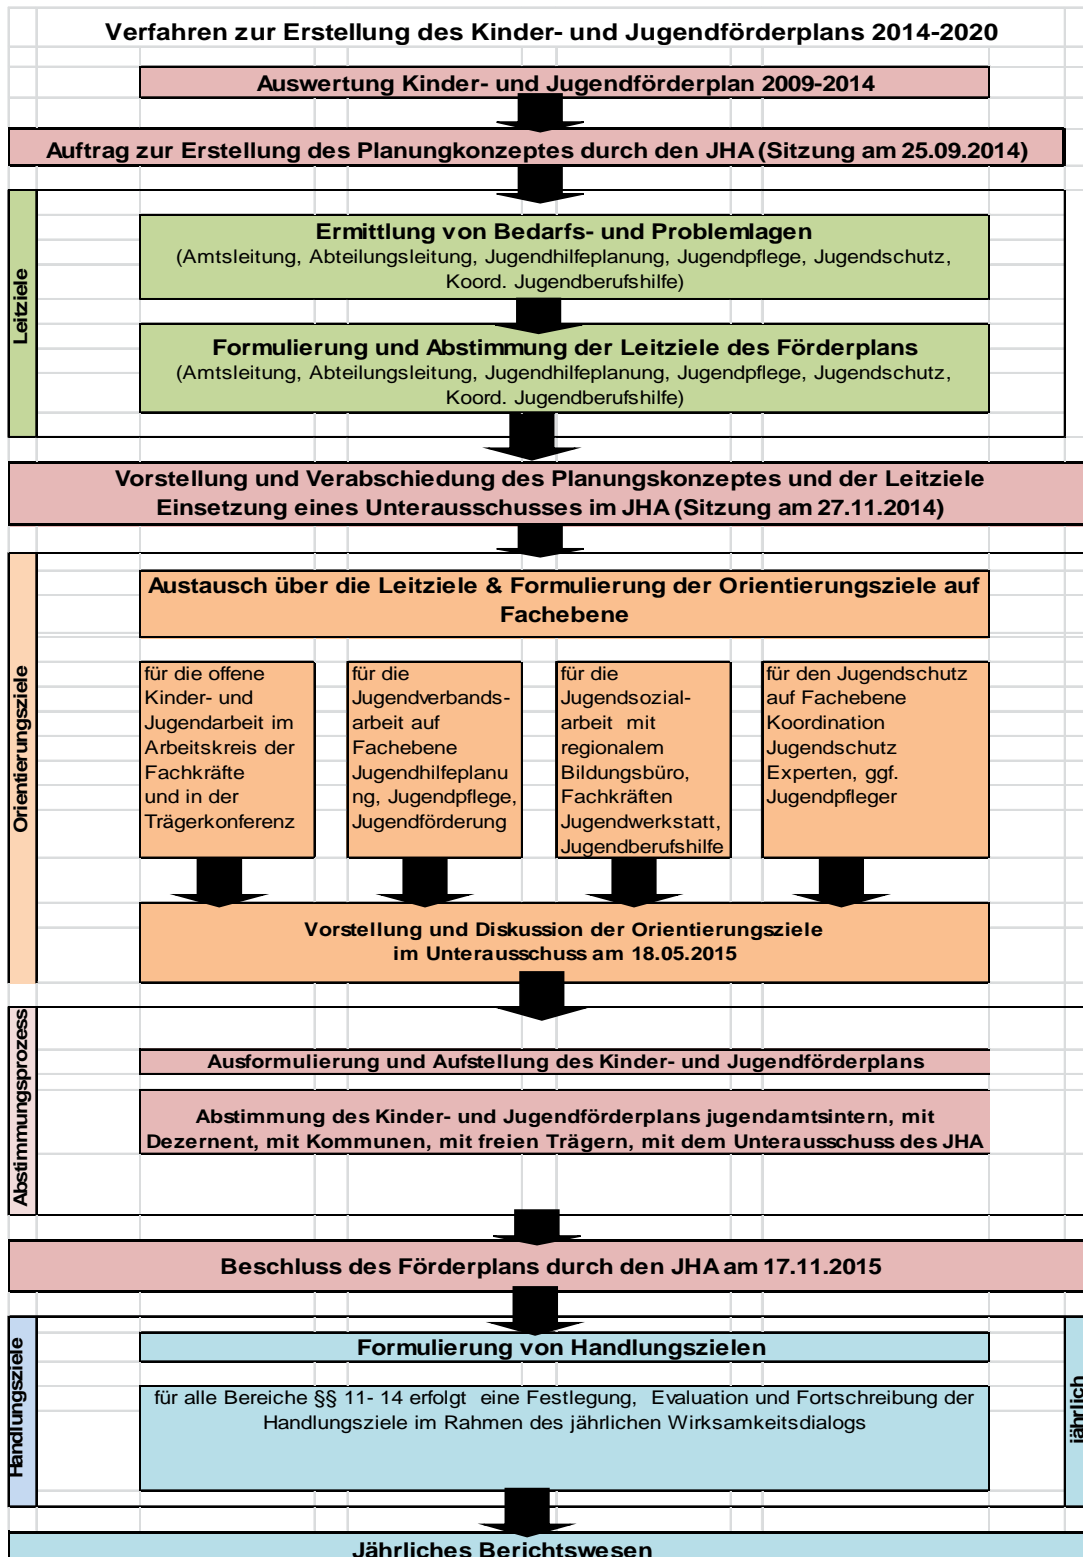 Verfahren zur Erstellung des Kinder- und Jugendförderplans 2014-2020
Auswertung Kinder- und Jugendförderplan 2009-2014
Auftrag zur Erstellung des Planungkonzeptes durch den JHA (Sitzung am 25.09.2014)
Leitziele
Ermittlung von Bedarfs- und Problemlagen
(Amtsleitung, Abteilungsleitung, Jugendhilfeplanung, Jugendpflege, Jugendschutz,
Koord. Jugendberufshilfe)
Formulierung und Abstimmung der Leitziele des Förderplans
(Amtsleitung, Abteilungsleitung, Jugendhilfeplanung, Jugendpflege, Jugendschutz,
Koord. Jugendberufshilfe)
Vorstellung und Verabschiedung des Planungskonzeptes und der Leitziele
Einsetzung eines Unterausschusses im JHA (Sitzung am 27.11.2014)
Orientierungsziele
Austausch über die Leitziele & Formulierung der Orientierungsziele auf
Fachebene
für die offene
Kinder- und
Jugendarbeit im
Arbeitskreis der
Fachkräfte
und in der
Trägerkonferenz
für die
Jugendverbands-
arbeit auf
Fachebene
Jugendhilfeplanu
ng, Jugendpflege,
Jugendförderung
für die
Jugendsozial-
arbeit mit
regionalem
Bildungsbüro,
Fachkräften
Jugendwerkstatt,
Jugendberufshilfe
für den Jugendschutz
auf Fachebene
Koordination
Jugendschutz
Experten, ggf.
Jugendpfleger
Vorstellung und Diskussion der Orientierungsziele
im Unterausschuss am 18.05.2015
Abstimmungsprozess
Ausformulierung und Aufstellung des Kinder- und Jugendförderplans
Abstimmung des Kinder- und Jugendförderplans jugendamtsintern, mit
Dezernent, mit Kommunen, mit freien Trägern, mit dem Unterausschuss des JHA
Beschluss des Förderplans durch den JHA am 17.11.2015
Handlungsziele
Formulierung von Handlungszielen
für alle Bereiche §§ 11- 14 erfolgt eine Festlegung, Evaluation und Fortschreibung der
Handlungsziele im Rahmen des jährlichen Wirksamkeitsdialogs
jährlich
Jährliches Berichtswesen